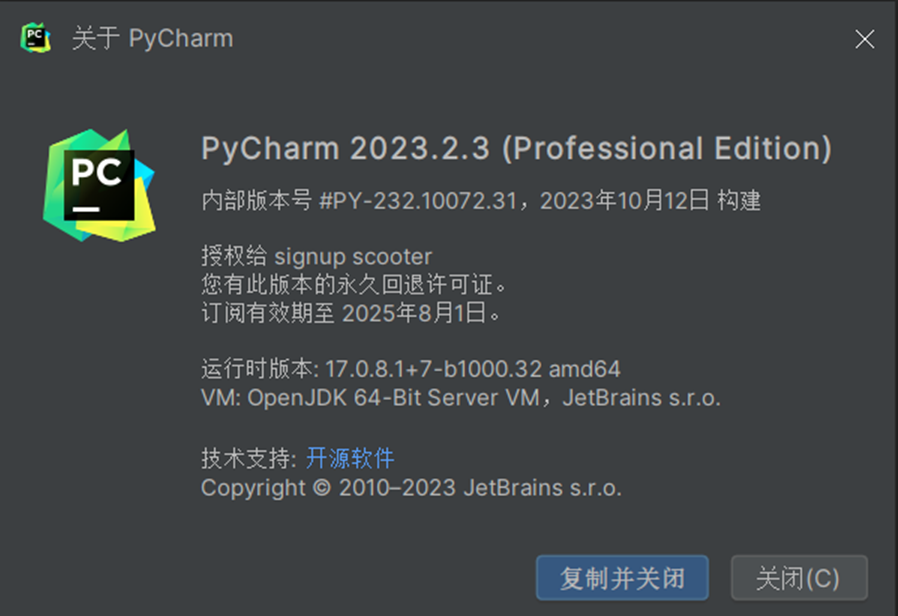 关于 PyCharm
PC
PyCharm 2023.2.3 (Professional Edition)
内部版本号 #PY-232.10072.31，2023年10月12日 构建
授权给 signup scooter
您有此版本的永久回退许可证。
订阅有效期至 2025年8月1日。
运行时版本: 17.0.8.1+7-b1000.32 amd64
VM: OpenJDK 64-Bit Server VM，JetBrains s.r.o.
技术支持: 开源软件
Copyright © 2010–2023 JetBrains s.r.o.
复制并关闭
关闭(C)